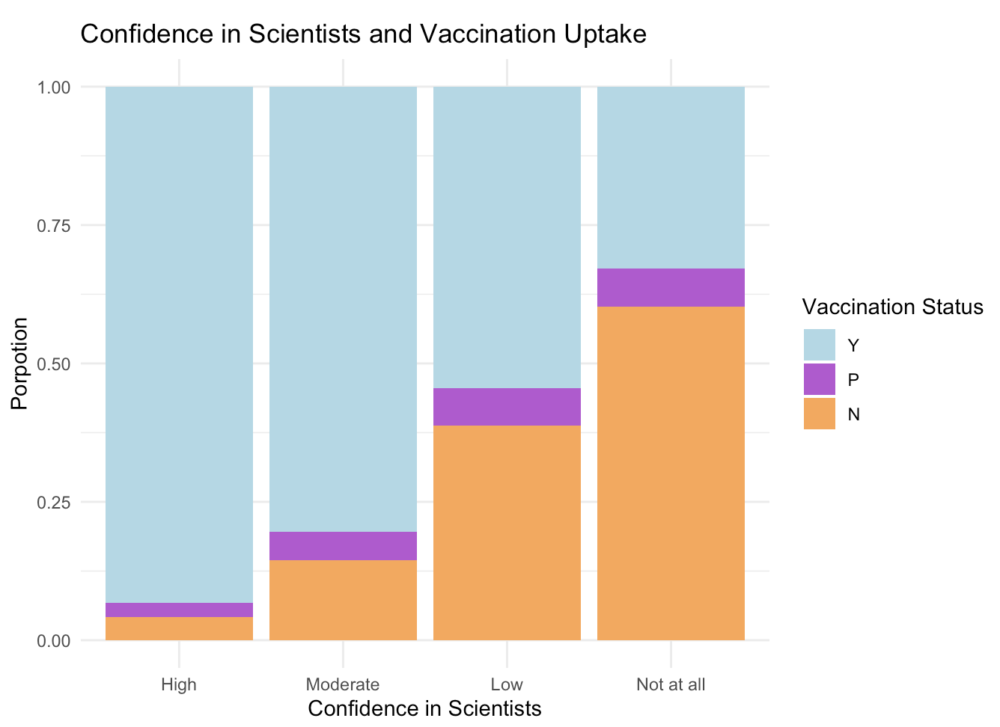 Confidence in Scientists and Vaccination Uptake
1.00
0.75
0.50
0.25
0.00
Porpotion
High
Moderate
Low
Not at all
Confidence in Scientists
Vaccination Status
Y
P
N